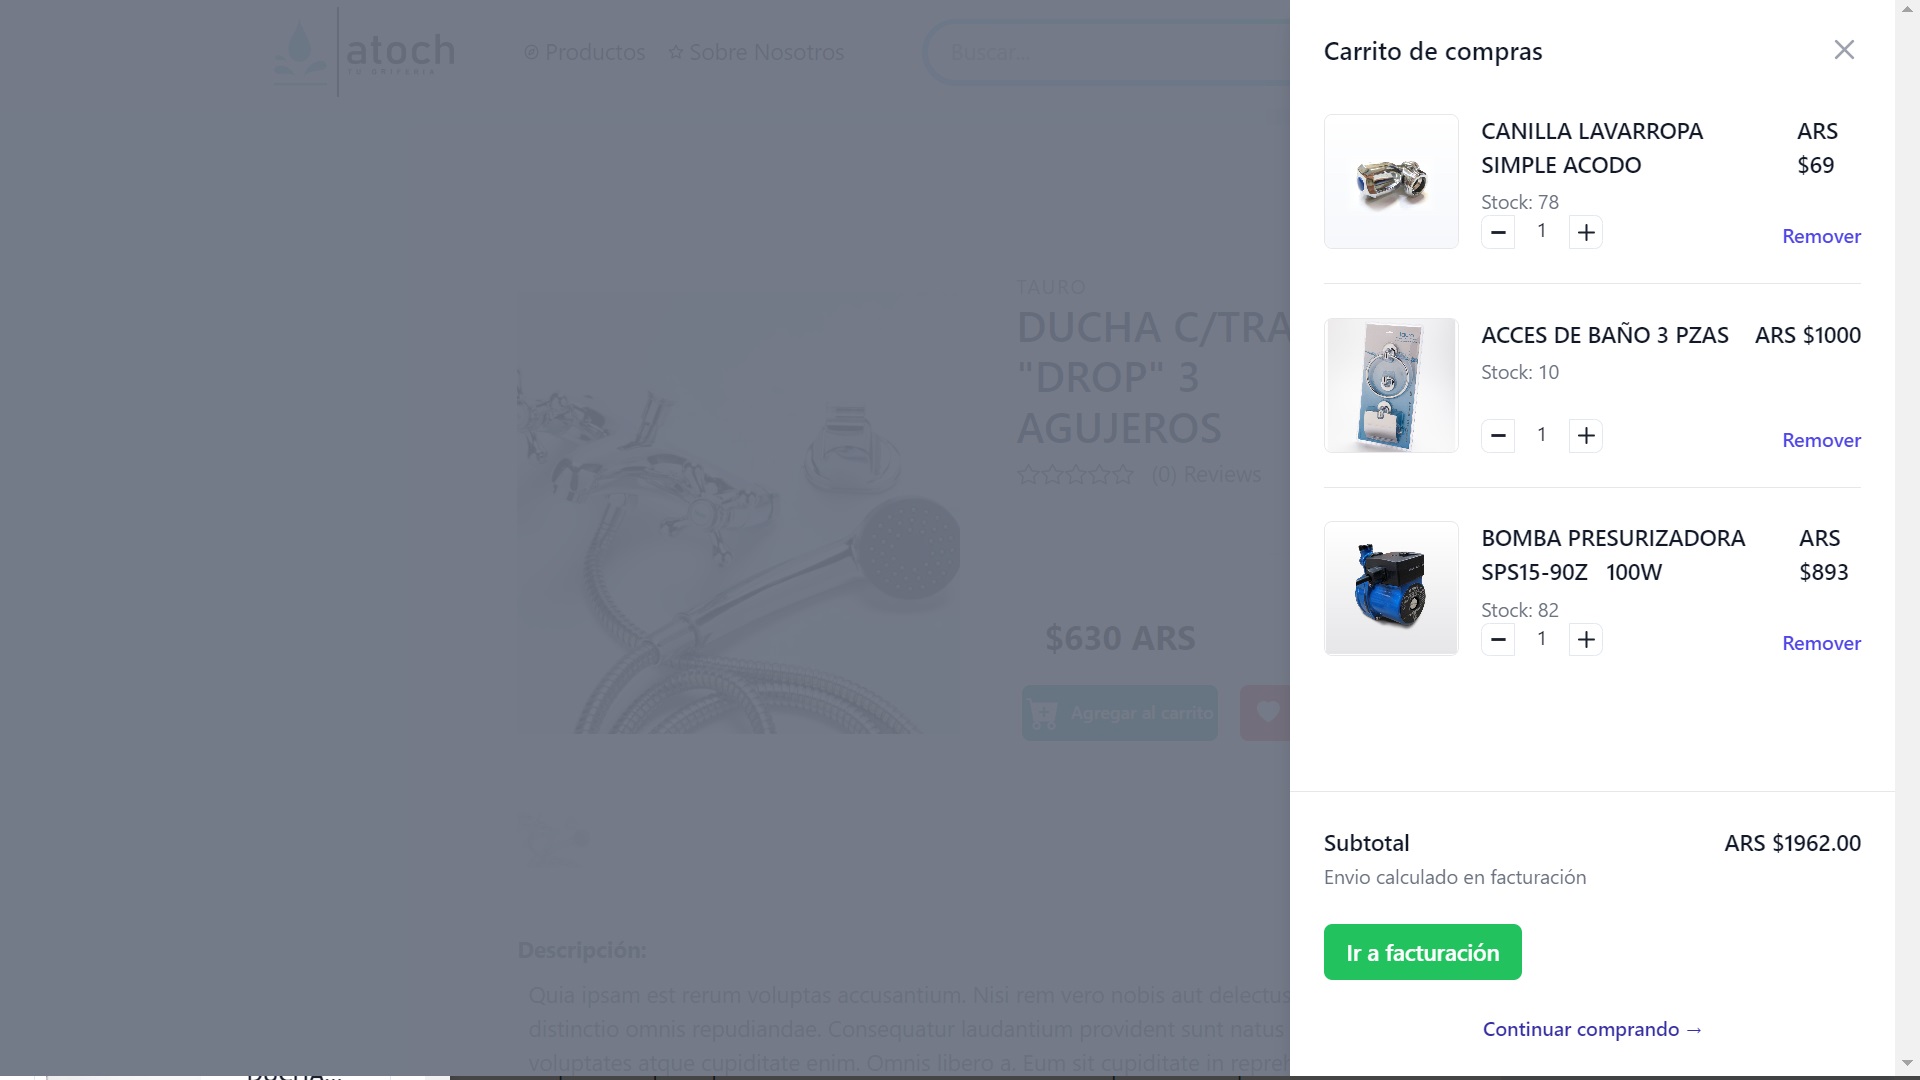 atoch
Productos
Sobre Nosotros
Buscar...
TAURO
DUCHA C/TRA
"DROP" 3
AGUJEROS
(0) Reviews
$630 ARS
Agregar al carrito
Descripción:
Quia ipsam est rerum voluptas accusantium. Nisi rem vero nobis aut delectus
distinctio omnis repudiandae. Consequatur laudantium provident sunt natus
voluptates atque cupiditate enim. Omnis libero a. Eum sit cupiditate in repreh
DUCHA...
Carrito de compras
CANILLA LAVARROPA
SIMPLE ACODO
ARS
$69
Stock: 78
1
Remover
ACCES DE BAÑO 3 PZAS
ARS $1000
Stock: 10
1
Remover
BOMBA PRESURIZADORA
SPS15-90Z 100W
ARS
$893
Stock: 82
1
Remover
Subtotal
ARS $1962.00
Envio calculado en facturación
Ir a facturación
Continuar comprando →